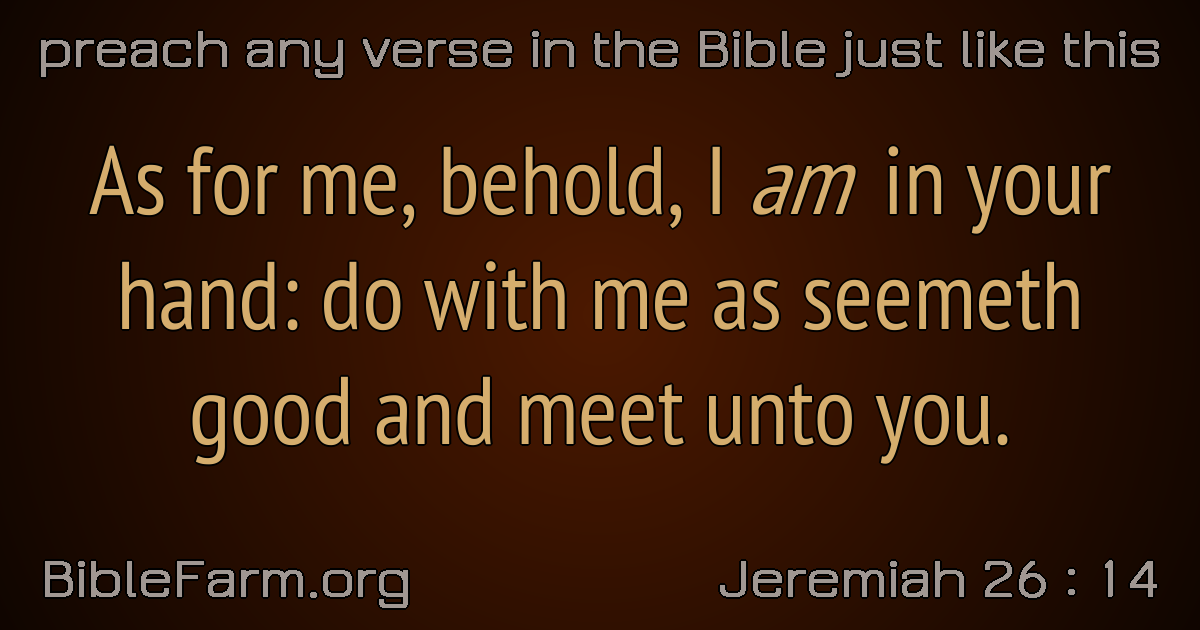 preach any verse in the Bible just like this
As for me, behold, I am in your
hand: do with me as seemeth
good and meet unto you.
BibleFarm.org
Jeremiah 26 : 14